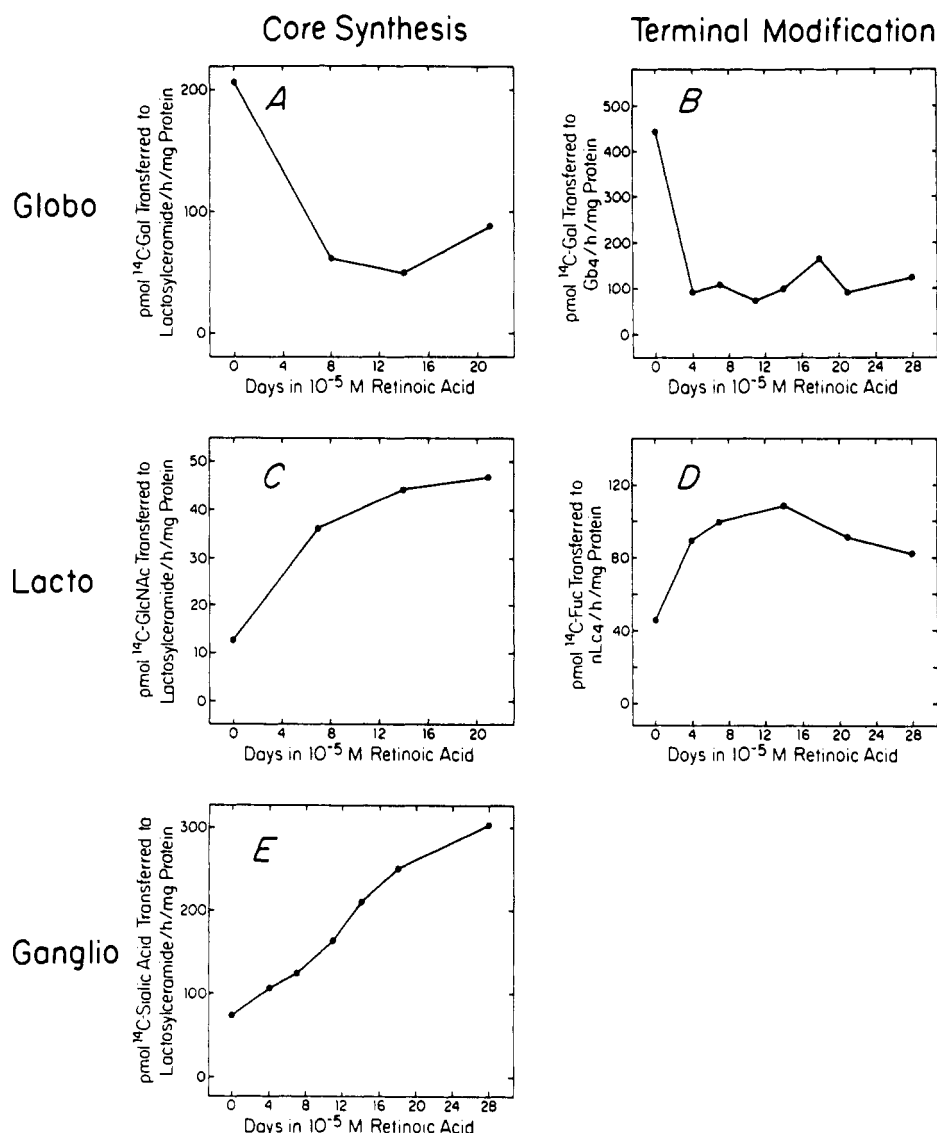 Core Synthesis
Terminal Modification
Globo
A
pmol ¹⁴C-Gal Transferred to
Lactosylceramide/h/mg Protein
200
100
0
0 4 8 12 16 20
Days in 10⁻⁵ M Retinoic Acid
B
pmol ¹⁴C-Gal Transferred to
Gb₄/h/mg Protein
500
400
300
200
100
0
0 4 8 12 16 20 24 28
Days in 10⁻⁵ M Retinoic Acid
Lacto
C
pmol ¹⁴C-GlcNAc Transferred to
Lactosylceramide/h/mg Protein
50
40
30
20
10
0
0 4 8 12 16 20
Days in 10⁻⁵ M Retinoic Acid
D
pmol ¹⁴C-Fuc Transferred to
nLc₄/h/mg Protein
120
80
40
0
0 4 8 12 16 20 24 28
Days in 10⁻⁵ M Retinoic Acid
Ganglio
E
pmol ¹⁴C-Sialic Acid Transferred to
Lactosylceramide/h/mg Protein
300
200
100
0
0 4 8 12 16 20 24 28
Days in 10⁻⁵ M Retinoic Acid